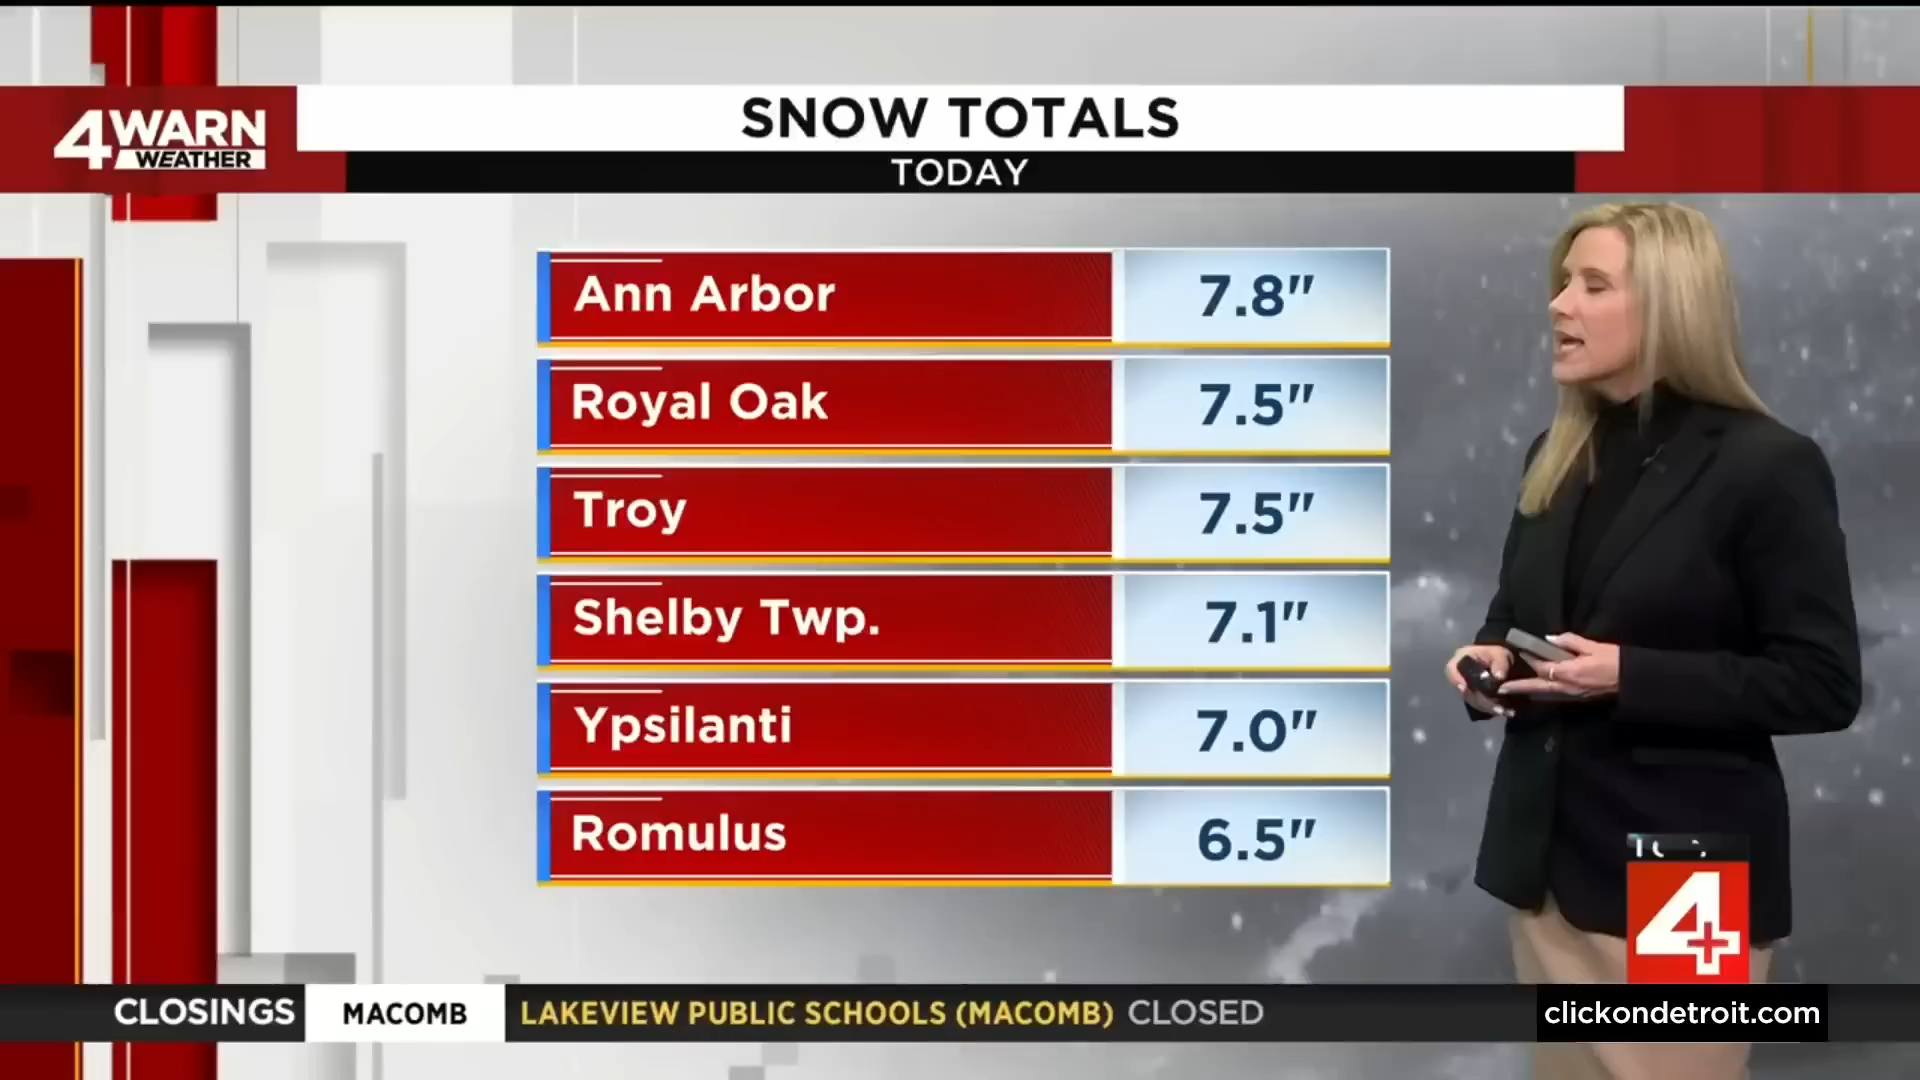 4WARN
WEATHER
SNOW TOTALS
TODAY
Ann Arbor 7.8"
Royal Oak 7.5"
Troy 7.5"
Shelby Twp. 7.1"
Ypsilanti 7.0"
Romulus 6.5"
4+
CLOSINGS MACOMB LAKEVIEW PUBLIC SCHOOLS (MACOMB) CLOSED clickondetroit.com